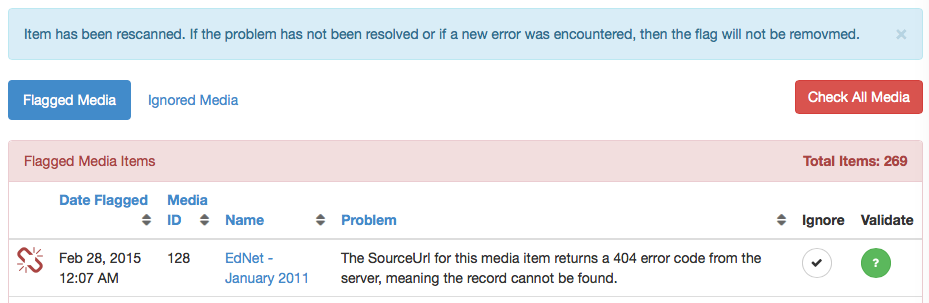 Item has been rescanned. If the problem has not been resolved or if a new error was encountered, then the flag will not be removmed. ×
Flagged Media Ignored Media Check All Media
Flagged Media Items Total Items: 269
Date Flagged Media
ID Name Problem Ignore Validate
Feb 28, 2015 128 EdNet - The SourceUrl for this media item returns a 404 error code from the
12:07 AM January 2011 server, meaning the record cannot be found.
?